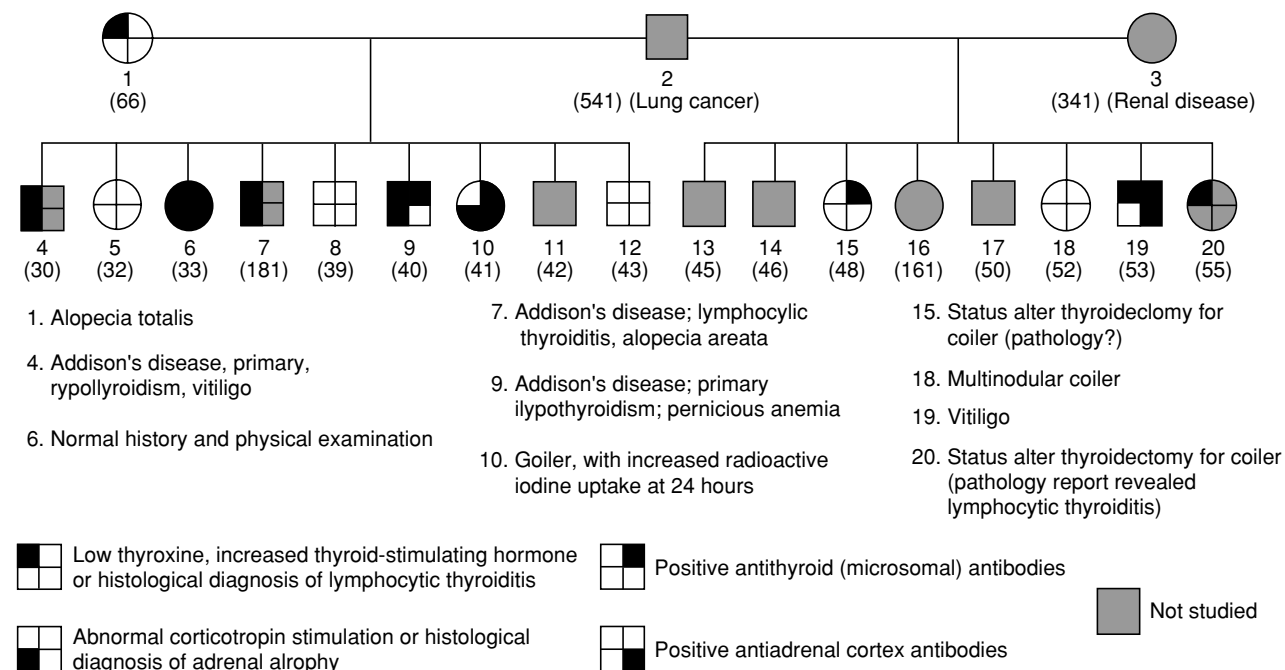 1
(66)
2
(541) (Lung cancer)
3
(341) (Renal disease)
4
(30)
5
(32)
6
(33)
7
(181)
8
(39)
9
(40)
10
(41)
11
(42)
12
(43)
13
(45)
14
(46)
15
(48)
16
(161)
17
(50)
18
(52)
19
(53)
20
(55)
1. Alopecia totalis
4. Addison's disease, primary,
rypollyroidism, vitiligo
6. Normal history and physical examination
7. Addison's disease; lymphocylic
thyroiditis, alopecia areata
9. Addison's disease; primary
ilypothyroidism; pernicious anemia
10. Goiler, with increased radioactive
iodine uptake at 24 hours
15. Status alter thyroideclomy for
coiler (pathology?)
18. Multinodular coiler
19. Vitiligo
20. Status alter thyroidectomy for coiler
(pathology report revealed
lymphocytic thyroiditis)
Low thyroxine, increased thyroid-stimulating hormone
or histological diagnosis of lymphocytic thyroiditis
Abnormal corticotropin stimulation or histological
diagnosis of adrenal alrophy
Positive antithyroid (microsomal) antibodies
Positive antiadrenal cortex antibodies
Not studied